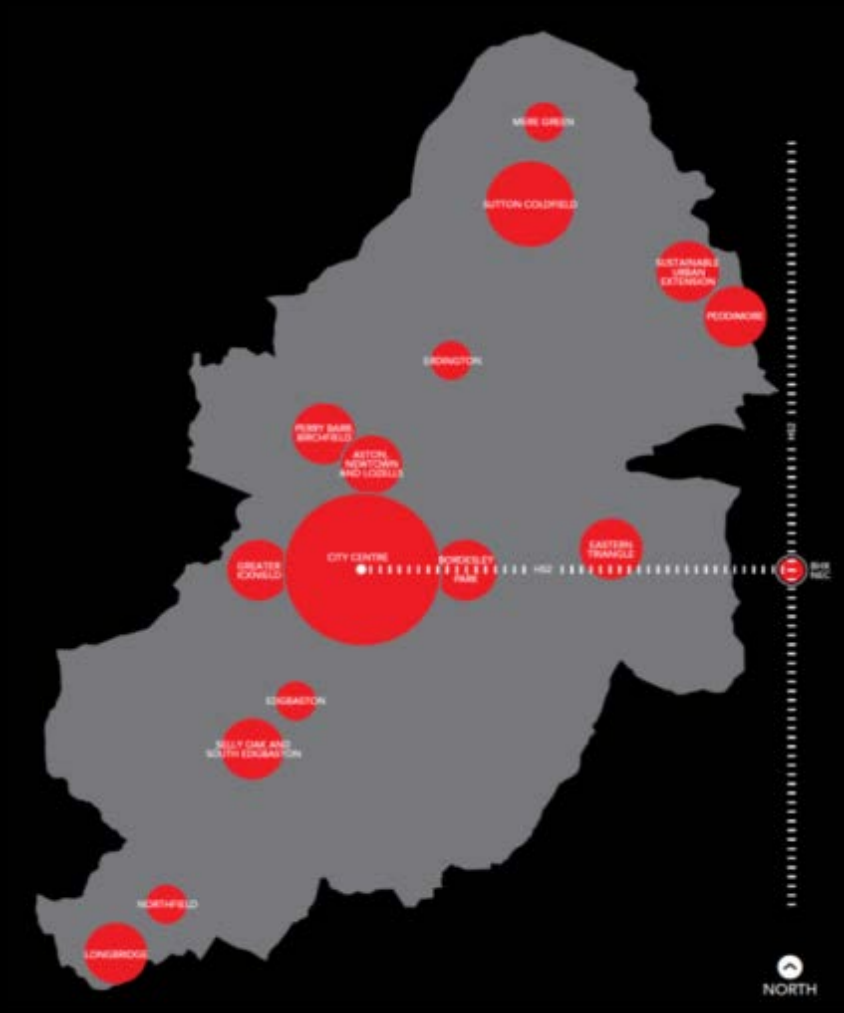 MERE GREEN
SUTTON COLDFIELD
SUSTAINABLE
URBAN
EXTENSION
PEDDIMORE
ERDINGTON
PERRY BARR
BIRCHFIELD
ASTON,
NEWTOWN
AND LOZELLS
HS2
CITY CENTRE
BORDESLEY
PARK
GREATER
ICKNIELD
HS2
EASTERN
TRIANGLE
BHX
NEC
EDGBASTON
SELLY OAK AND
SOUTH EDGBASTON
NORTHFIELD
LONGBRIDGE
NORTH